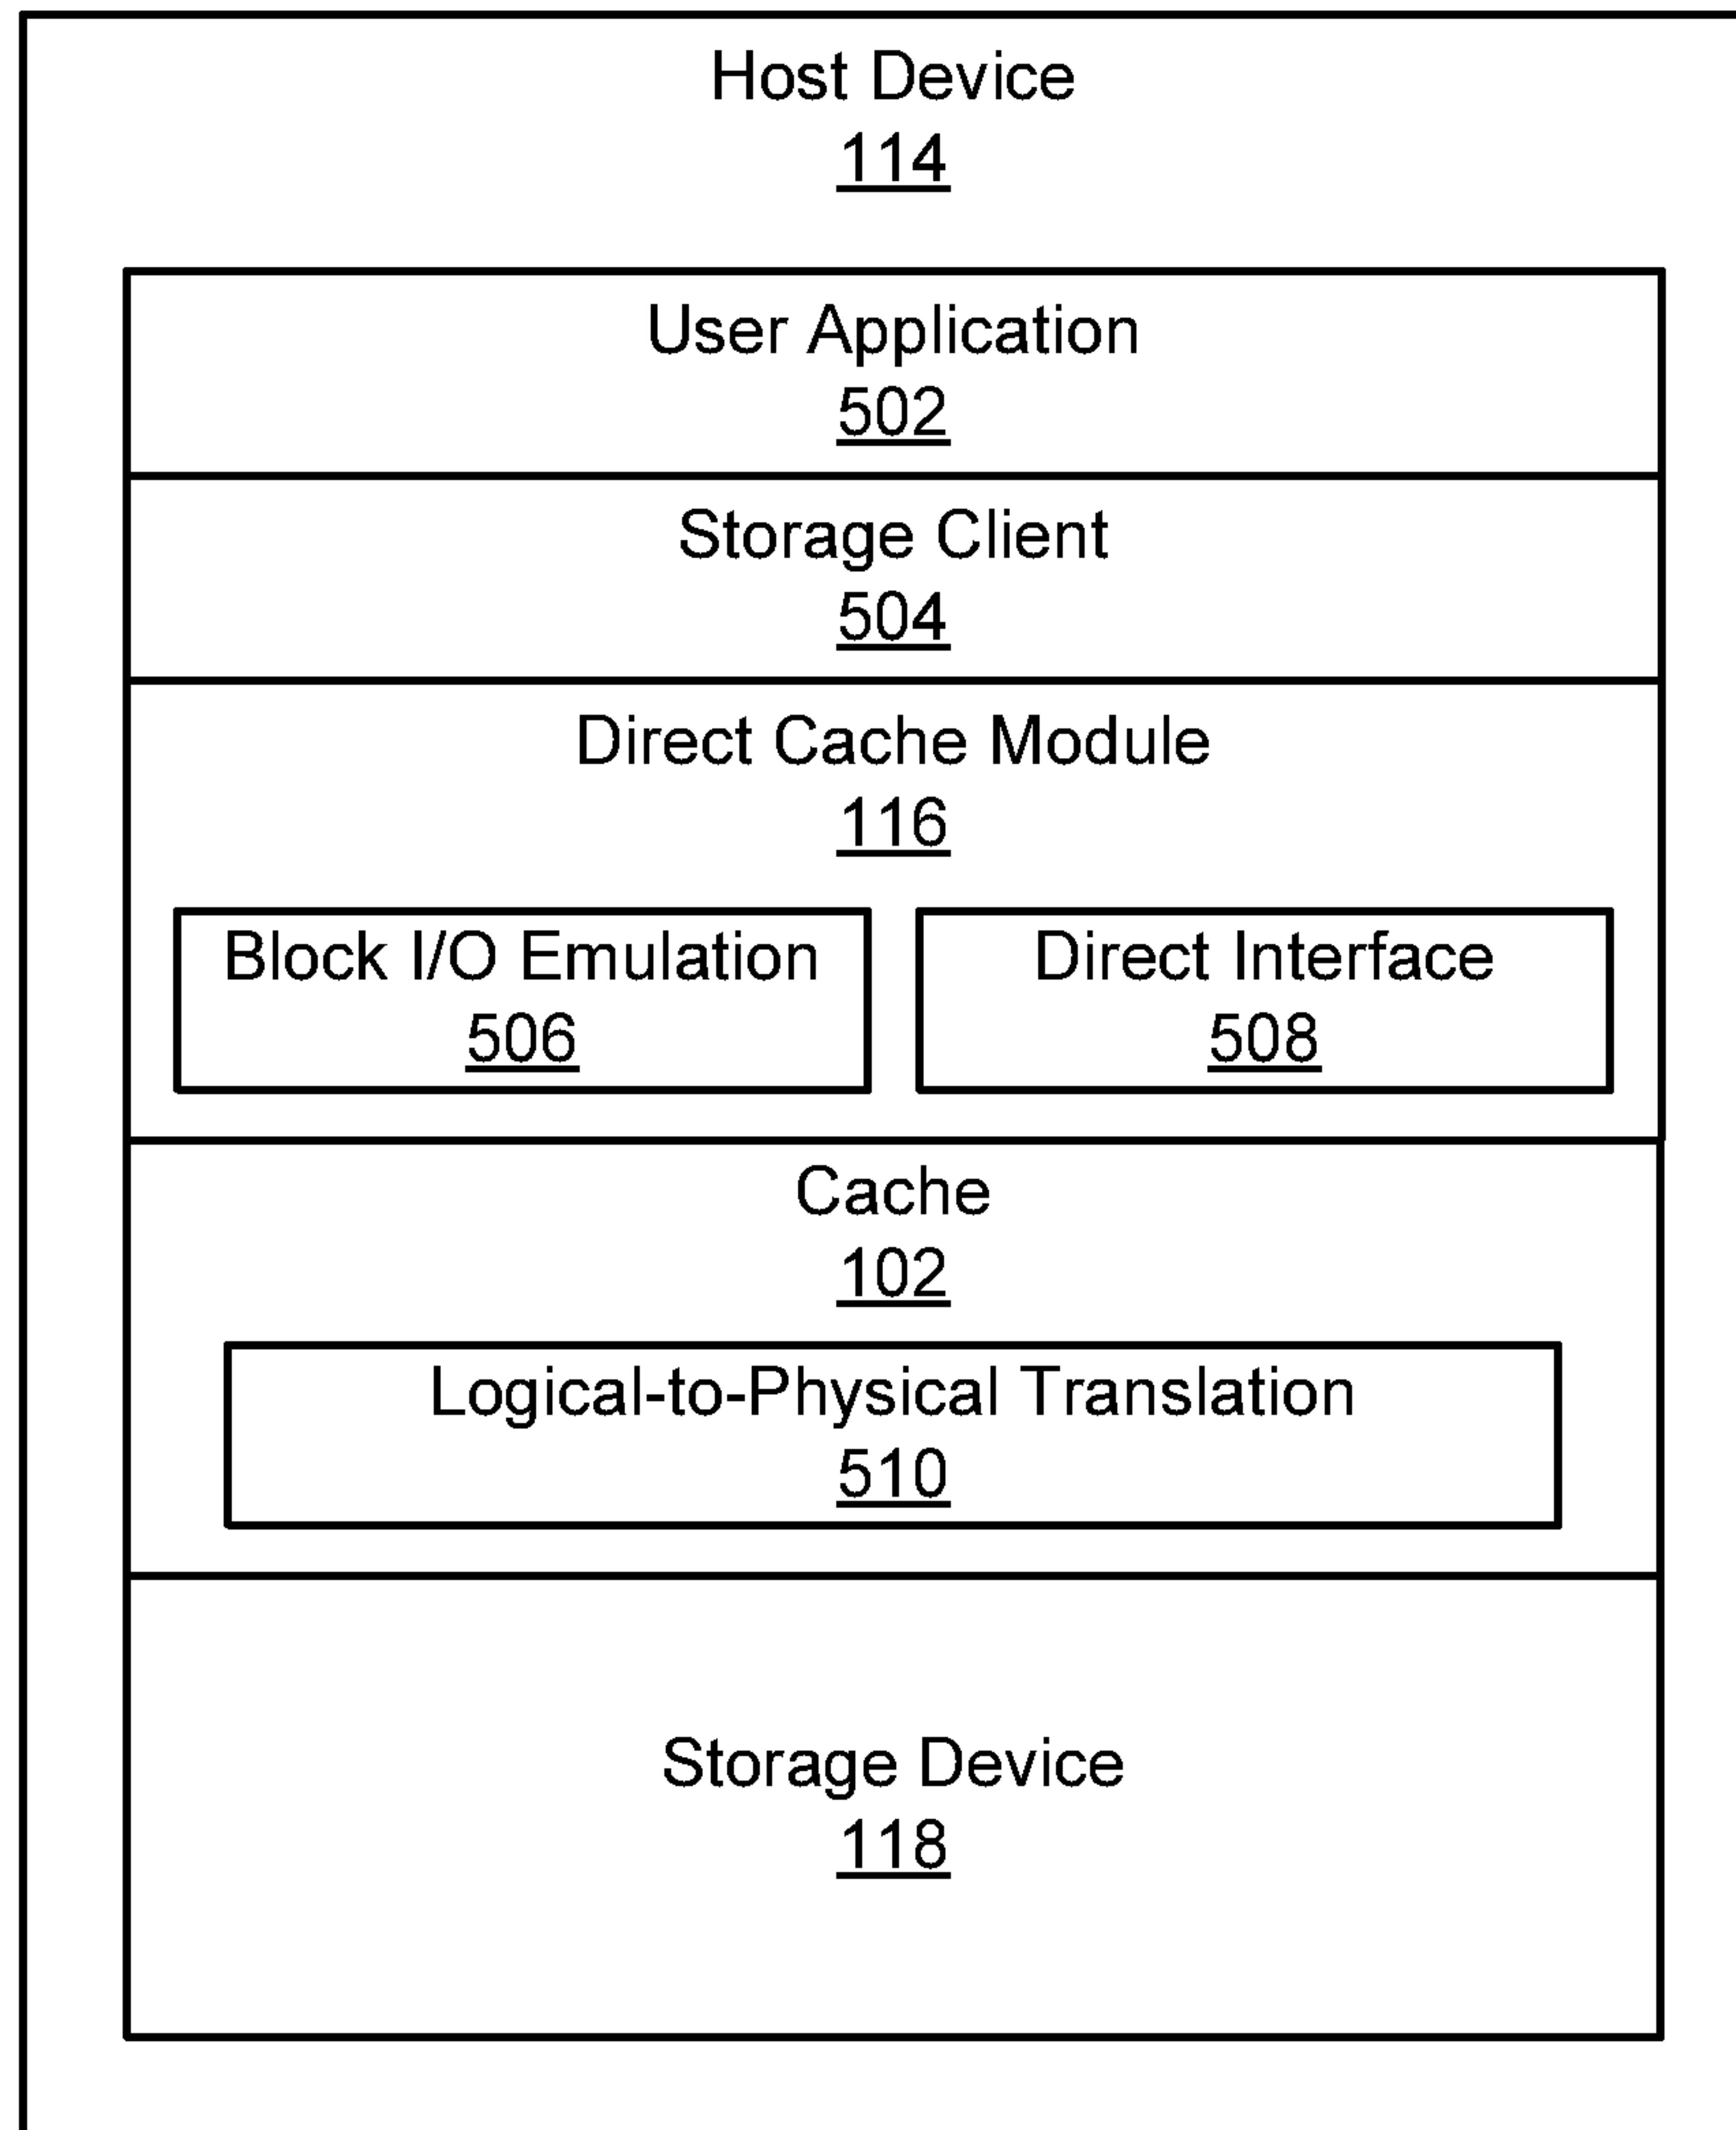 Host Device
114
User Application
502
Storage Client
504
Direct Cache Module
116
Block I/O Emulation
506
Direct Interface
508
Cache
102
Logical-to-Physical Translation
510
Storage Device
118